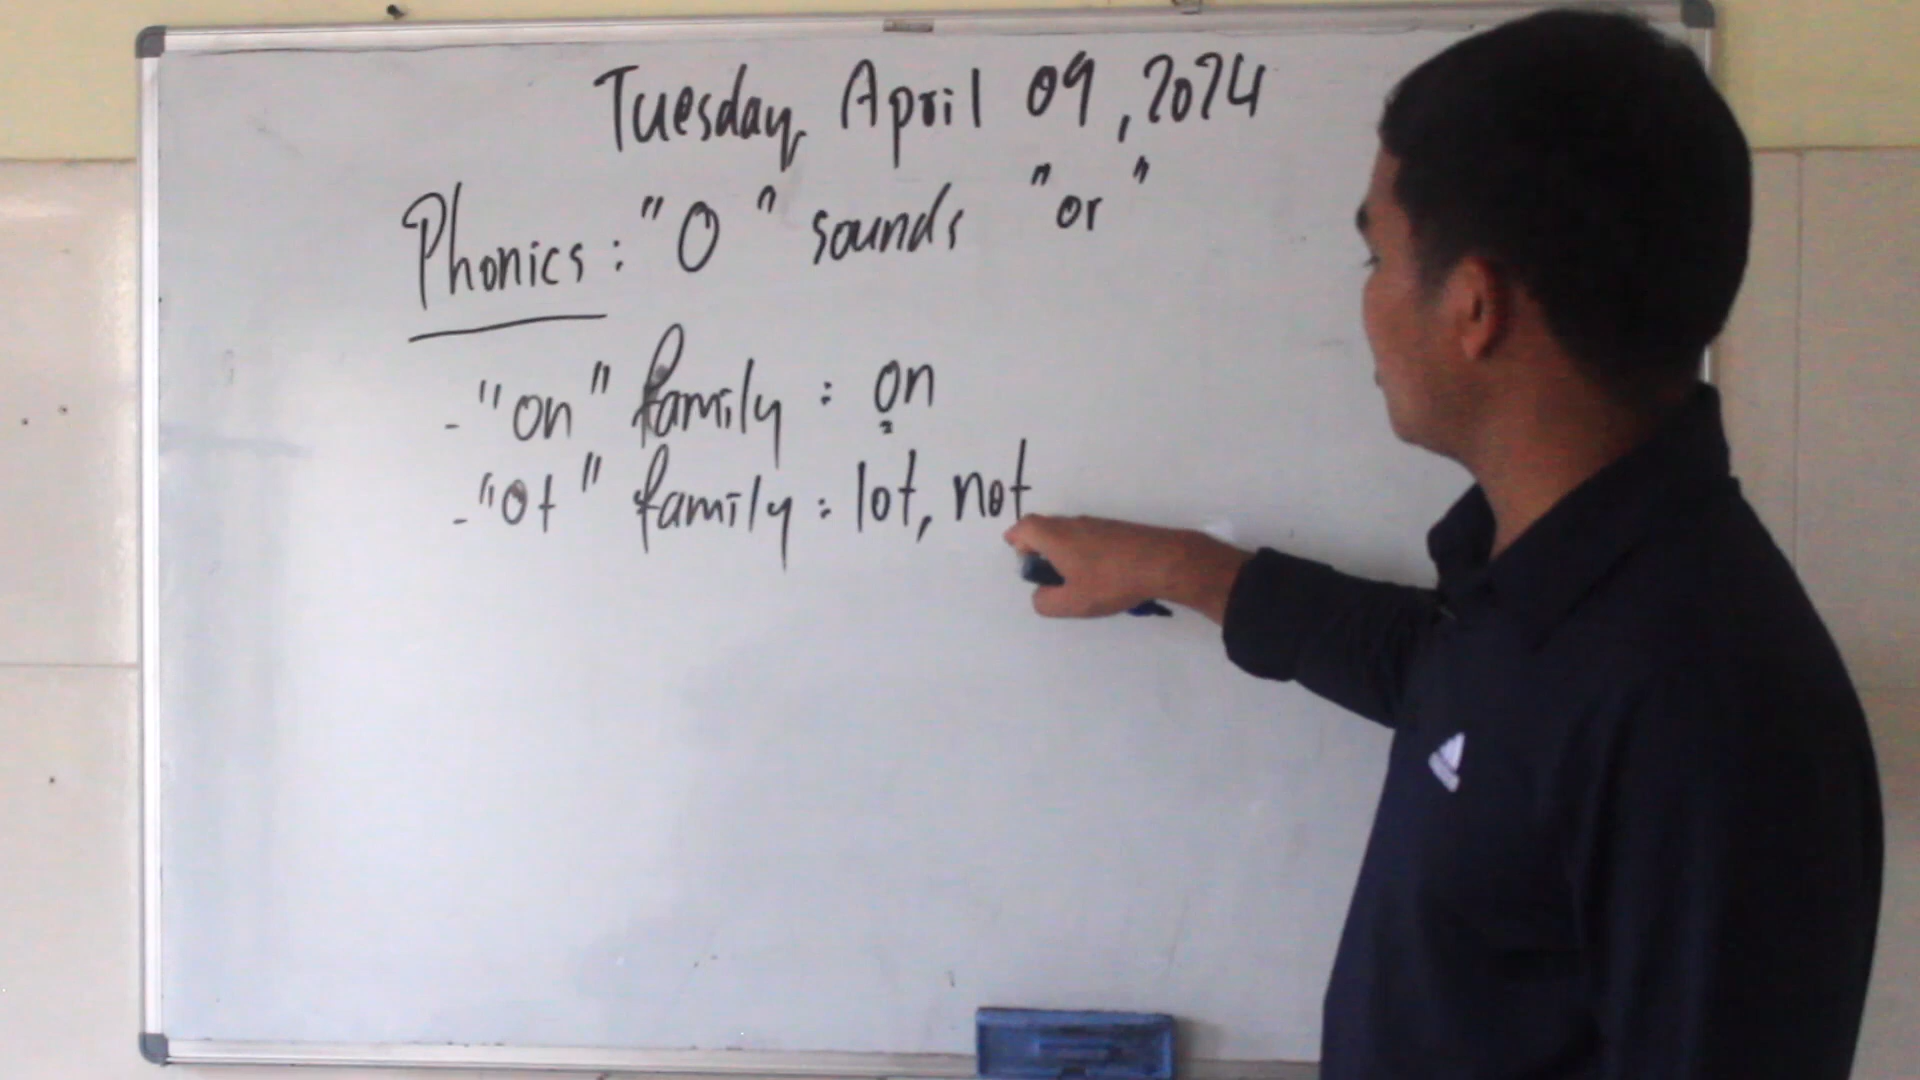 Tuesday, April 09, 2024
Phonics: "O" sounds "or"
- "on" family: on
- "ot" family: lot, not